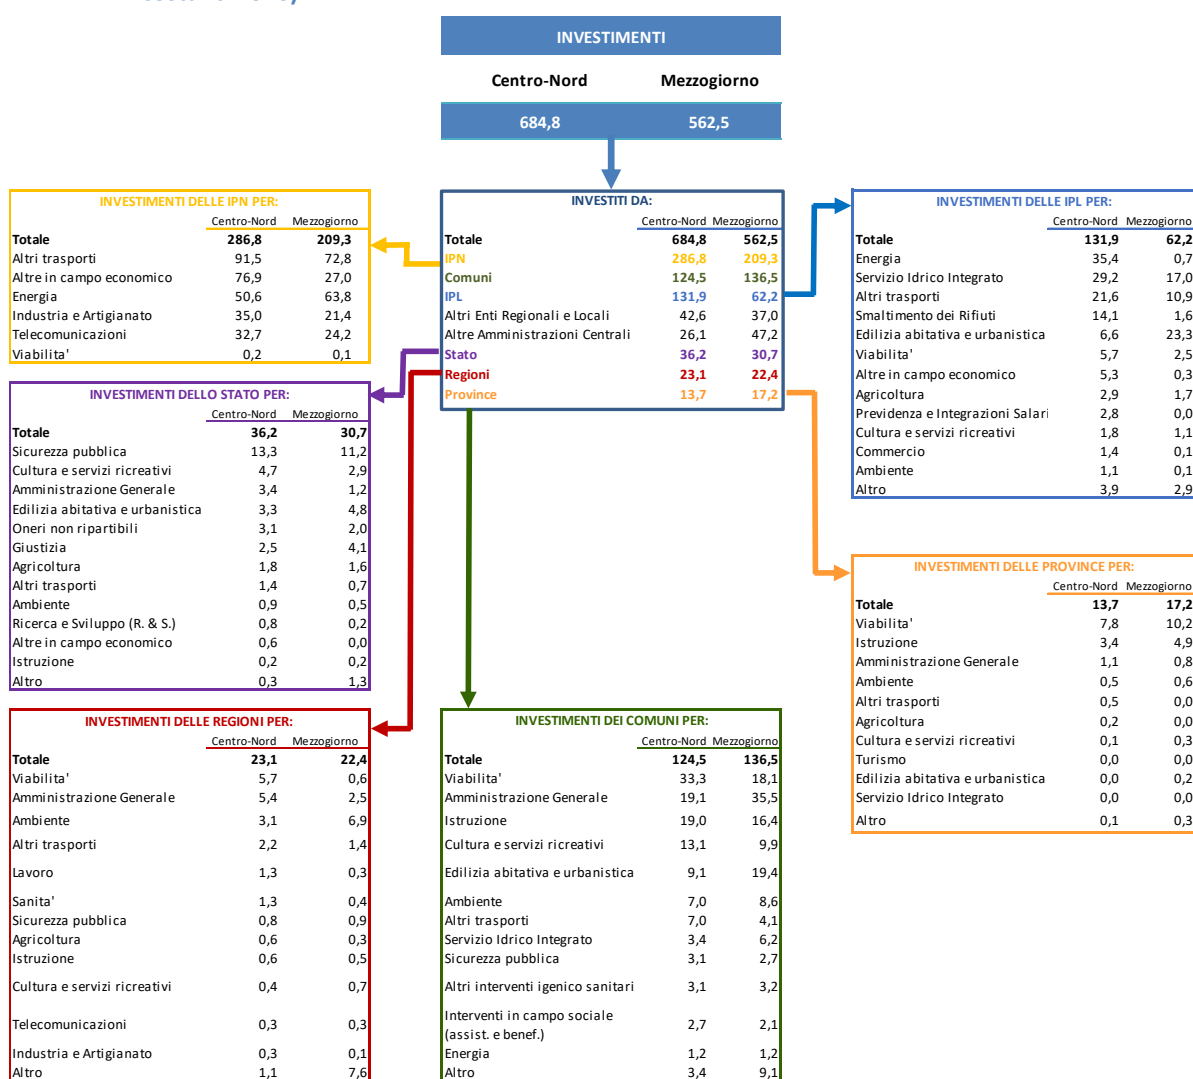 INVESTIMENTI
Centro-Nord Mezzogiorno
684,8 562,5
INVESTIMENTI DELLE IPN PER:
Centro-Nord Mezzogiorno
Totale 286,8 209,3
Altri trasporti 91,5 72,8
Altre in campo economico 76,9 27,0
Energia 50,6 63,8
Industria e Artigianato 35,0 21,4
Telecomunicazioni 32,7 24,2
Viabilita' 0,2 0,1
INVESTITI DA:
Centro-Nord Mezzogiorno
Totale 684,8 562,5
IPN 286,8 209,3
Comuni 124,5 136,5
IPL 131,9 62,2
Altri Enti Regionali e Locali 42,6 37,0
Altre Amministrazioni Centrali 26,1 47,2
Stato 36,2 30,7
Regioni 23,1 22,4
Province 13,7 17,2
INVESTIMENTI DELLE IPL PER:
Centro-Nord Mezzogiorno
Totale 131,9 62,2
Energia 35,4 0,7
Servizio Idrico Integrato 29,2 17,0
Altri trasporti 21,6 10,9
Smaltimento dei Rifiuti 14,1 1,6
Edilizia abitativa e urbanistica 6,6 23,3
Viabilita' 5,7 2,5
Altre in campo economico 5,3 0,3
Agricoltura 2,9 1,7
Previdenza e Integrazioni Salari 2,8 0,0
Cultura e servizi ricreativi 1,8 1,1
Commercio 1,4 0,1
Ambiente 1,1 0,1
Altro 3,9 2,9
INVESTIMENTI DELLO STATO PER:
Centro-Nord Mezzogiorno
Totale 36,2 30,7
Sicurezza pubblica 13,3 11,2
Cultura e servizi ricreativi 4,7 2,9
Amministrazione Generale 3,4 1,2
Edilizia abitativa e urbanistica 3,3 4,8
Oneri non ripartibili 3,1 2,0
Giustizia 2,5 4,1
Agricoltura 1,8 1,6
Altri trasporti 1,4 0,7
Ambiente 0,9 0,5
Ricerca e Sviluppo (R. & S.) 0,8 0,2
Altre in campo economico 0,6 0,0
Istruzione 0,2 0,2
Altro 0,3 1,3
INVESTIMENTI DELLE PROVINCE PER:
Centro-Nord Mezzogiorno
Totale 13,7 17,2
Viabilita' 7,8 10,2
Istruzione 3,4 4,9
Amministrazione Generale 1,1 0,8
Ambiente 0,5 0,6
Altri trasporti 0,5 0,0
Agricoltura 0,2 0,0
Cultura e servizi ricreativi 0,1 0,3
Turismo 0,0 0,0
Edilizia abitativa e urbanistica 0,0 0,2
Servizio Idrico Integrato 0,0 0,0
Altro 0,1 0,3
INVESTIMENTI DELLE REGIONI PER:
Centro-Nord Mezzogiorno
Totale 23,1 22,4
Viabilita' 5,7 0,6
Amministrazione Generale 5,4 2,5
Ambiente 3,1 6,9
Altri trasporti 2,2 1,4
Lavoro 1,3 0,3
Sanita' 1,3 0,4
Sicurezza pubblica 0,8 0,9
Agricoltura 0,6 0,3
Istruzione 0,6 0,5
Cultura e servizi ricreativi 0,4 0,7
Telecomunicazioni 0,3 0,3
Industria e Artigianato 0,3 0,1
Altro 1,1 7,6
INVESTIMENTI DEI COMUNI PER:
Centro-Nord Mezzogiorno
Totale 124,5 136,5
Viabilita' 33,3 18,1
Amministrazione Generale 19,1 35,5
Istruzione 19,0 16,4
Cultura e servizi ricreativi 13,1 9,9
Edilizia abitativa e urbanistica 9,1 19,4
Ambiente 7,0 8,6
Altri trasporti 7,0 4,1
Servizio Idrico Integrato 3,4 6,2
Sicurezza pubblica 3,1 2,7
Altri interventi igenico sanitari 3,1 3,2
Interventi in campo sociale
(assist. e benef.) 2,7 2,1
Energia 1,2 1,2
Altro 3,4 9,1